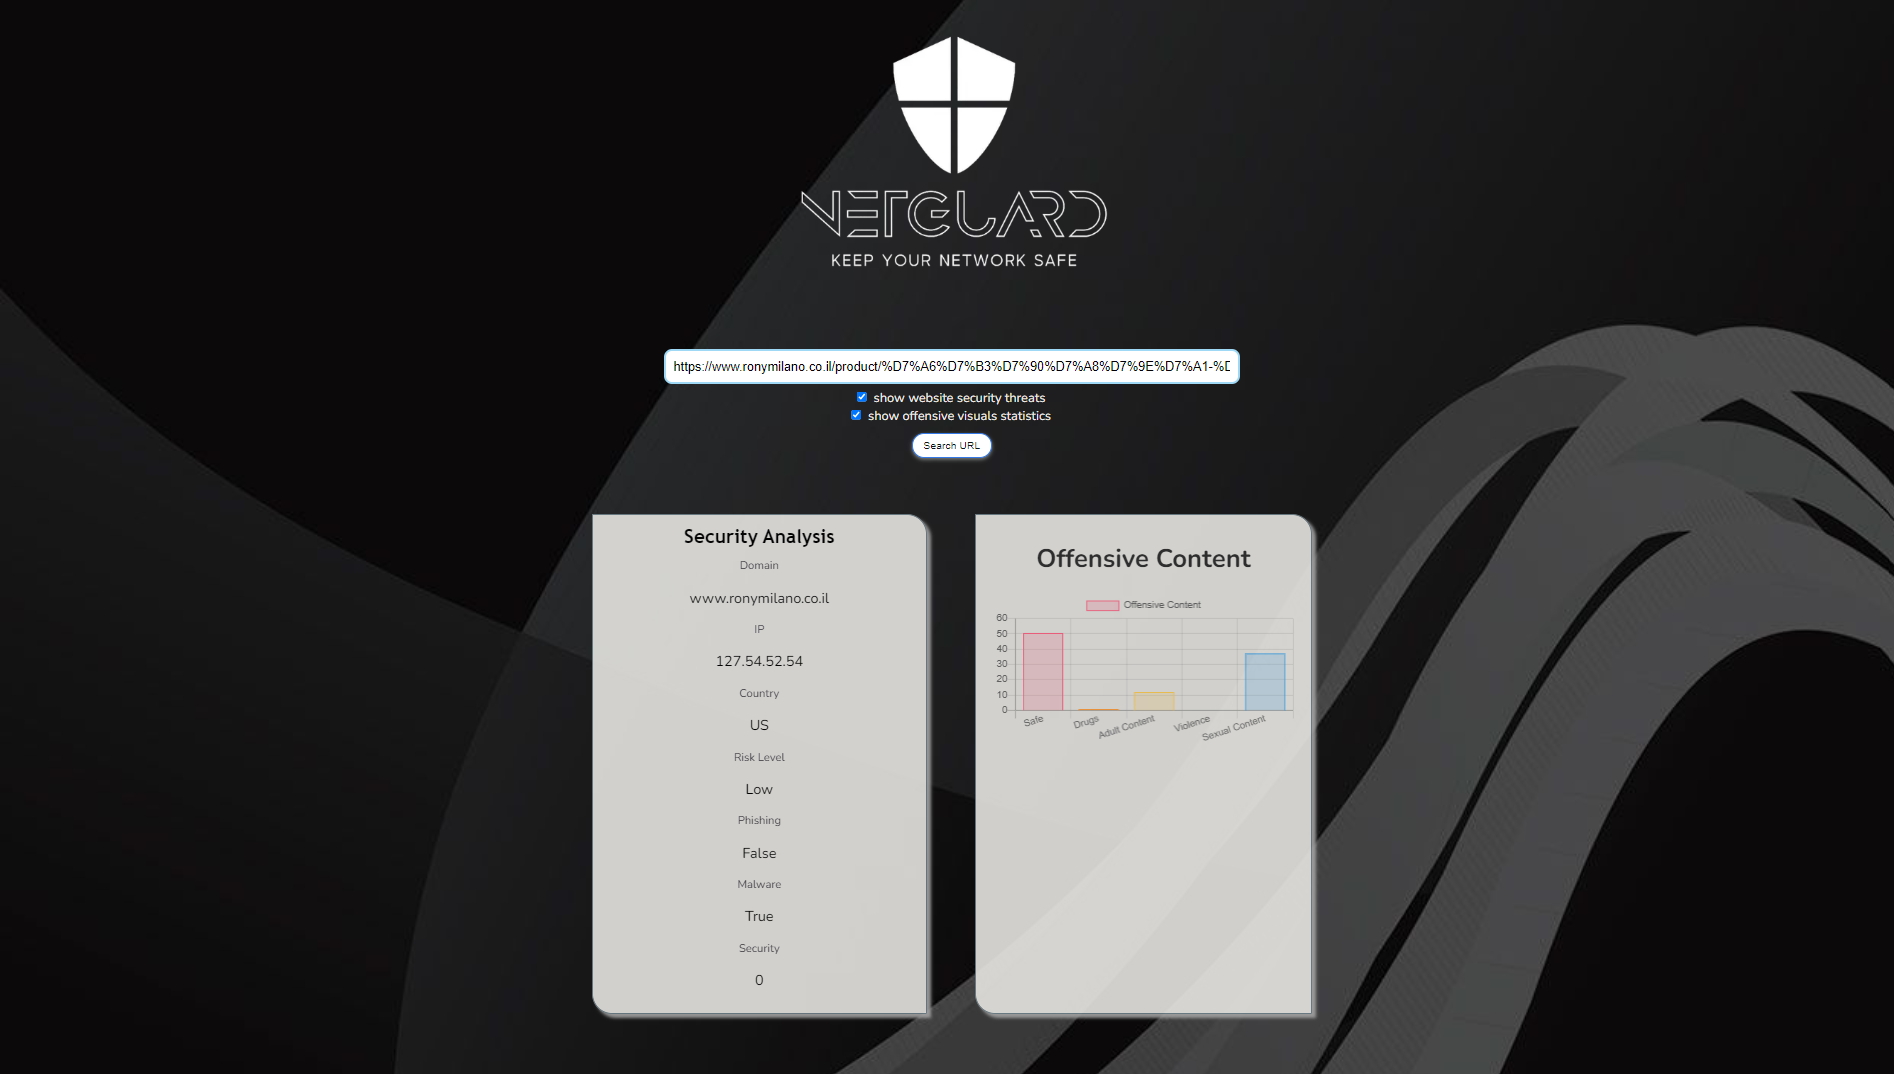 NETGUARD
KEEP YOUR NETWORK SAFE
https://www.ronymilano.co.il/product/%D7%A6%D7%B3%D7%90%D7%A8%D7%9E%D7%A1-%D
show website security threats
show offensive visuals statistics
Search URL
Security Analysis
Domain
www.ronymilano.co.il
IP
127.54.52.54
Country
US
Risk Level
Low
Phishing
False
Malware
True
Security
0
Offensive Content
Offensive Content
60
50
40
30
20
10
0
Safe
Drugs
Adult Content
Violence
Sexual Content